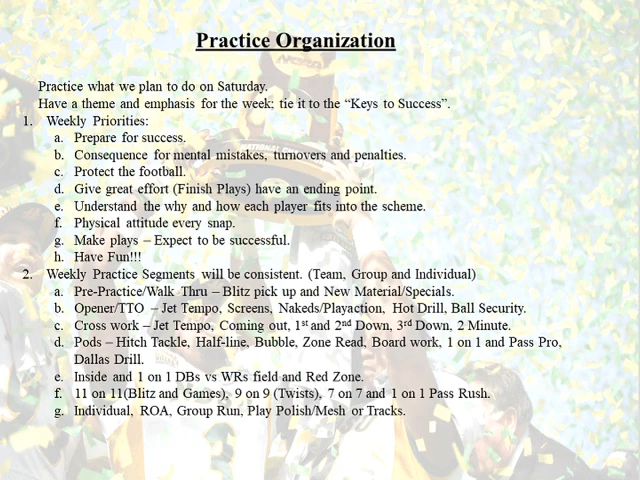 Practice Organization
Practice what we plan to do on Saturday.
Have a theme and emphasis for the week; tie it to the “Keys to Success”.
1. Weekly Priorities:
a. Prepare for success.
b. Consequence for mental mistakes, turnovers and penalties.
c. Protect the football.
d. Give great effort (Finish Plays) have an ending point.
e. Understand the why and how each player fits into the scheme.
f. Physical attitude every snap.
g. Make plays – Expect to be successful.
h. Have Fun!!!
2. Weekly Practice Segments will be consistent. (Team, Group and Individual)
a. Pre-Practice/Walk Thru – Blitz pick up and New Material/Specials.
b. Opener/TTO – Jet Tempo, Screens, Nakeds/Playaction, Hot Drill, Ball Security.
c. Cross work – Jet Tempo, Coming out, 1st and 2nd Down, 3rd Down, 2 Minute.
d. Pods – Hitch Tackle, Half-line, Bubble, Zone Read, Board work, 1 on 1 and Pass Pro,
Dallas Drill.
e. Inside and 1 on 1 DBs vs WRs field and Red Zone.
f. 11 on 11(Blitz and Games), 9 on 9 (Twists), 7 on 7 and 1 on 1 Pass Rush.
g. Individual, ROA, Group Run, Play Polish/Mesh or Tracks.